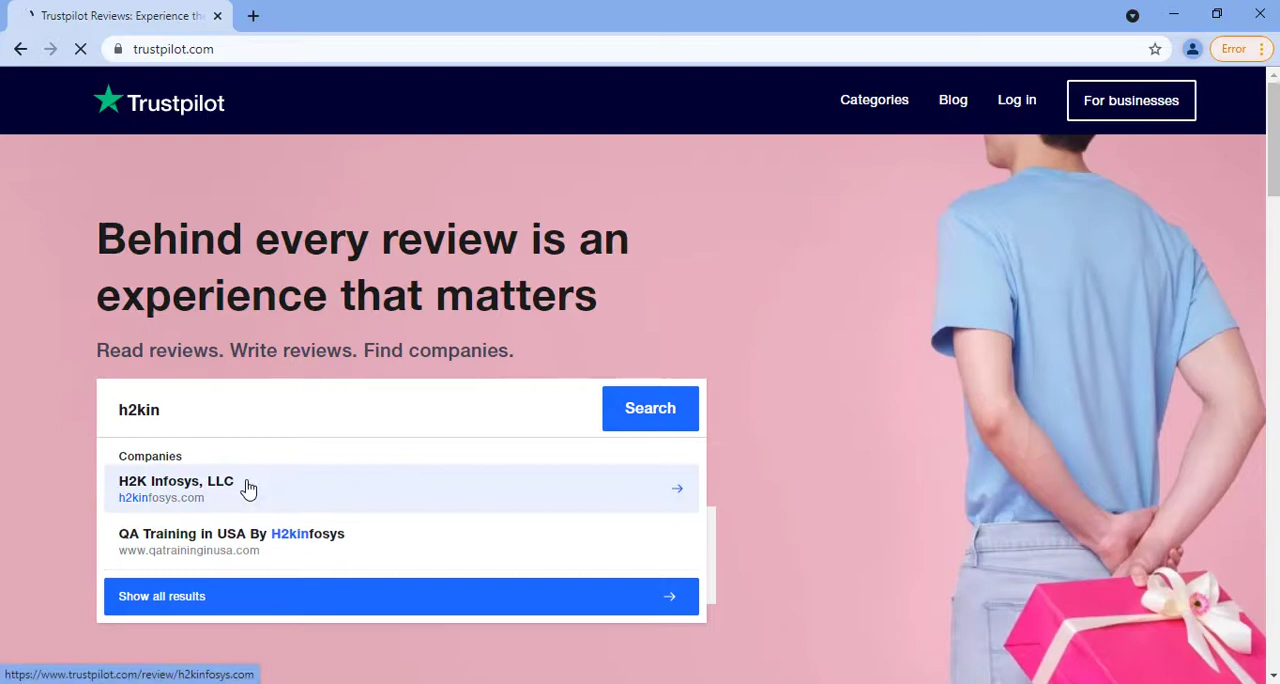 Trustpilot Reviews: Experience the
trustpilot.com
Error
Trustpilot
Categories
Blog
Log in
For businesses
Behind every review is an
experience that matters
Read reviews. Write reviews. Find companies.
h2kin
Search
Companies
H2K Infosys, LLC
h2kinfosys.com
QA Training in USA By H2kinfosys
www.qatraininginusa.com
Show all results
https://www.trustpilot.com/review/h2kinfosys.com